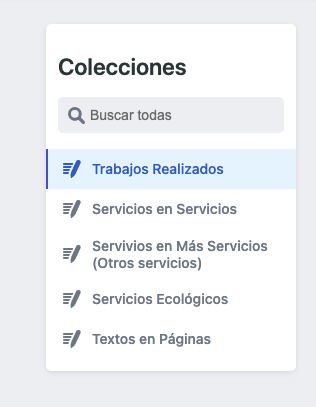 Colecciones
Buscar todas
Trabajos Realizados
Servicios en Servicios
Servivios en Más Servicios
(Otros servicios)
Servicios Ecológicos
Textos en Páginas